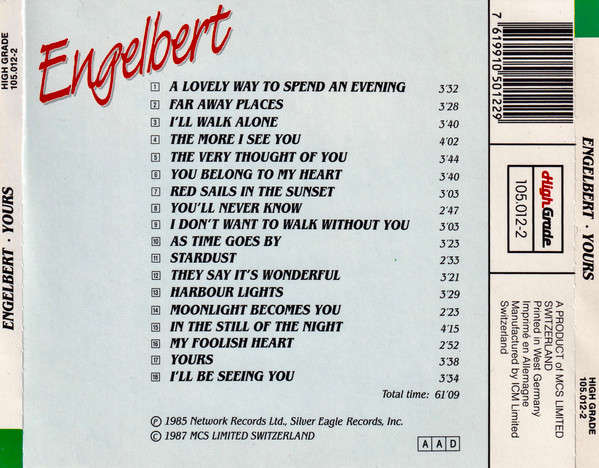 HIGH GRADE
105.012-2
ENGELBERT · YOURS
Engelbert
1 A LOVELY WAY TO SPEND AN EVENING 3'32
2 FAR AWAY PLACES 3'28
3 I'LL WALK ALONE 3'40
4 THE MORE I SEE YOU 4'02
5 THE VERY THOUGHT OF YOU 3'44
6 YOU BELONG TO MY HEART 3'40
7 RED SAILS IN THE SUNSET 3'03
8 YOU'LL NEVER KNOW 2'47
9 I DON'T WANT TO WALK WITHOUT YOU 3'03
10 AS TIME GOES BY 3'23
11 STARDUST 2'33
12 THEY SAY IT'S WONDERFUL 3'21
13 HARBOUR LIGHTS 3'29
14 MOONLIGHT BECOMES YOU 2'23
15 IN THE STILL OF THE NIGHT 4'15
16 MY FOOLISH HEART 2'52
17 YOURS 3'38
18 I'LL BE SEEING YOU 3'34
Total time: 61'09
Ⓟ 1985 Network Records Ltd., Silver Eagle Records, Inc.
© 1987 MCS LIMITED SWITZERLAND
AAD
7 619910 501229
HighGrade
105.012-2
A PRODUCT of MCS LIMITED
SWITZERLAND
Printed in West Germany
Imprimé en Allemagne
Manufactured by ICM Limited
Switzerland
ENGELBERT · YOURS
HIGH GRADE
105.012-2